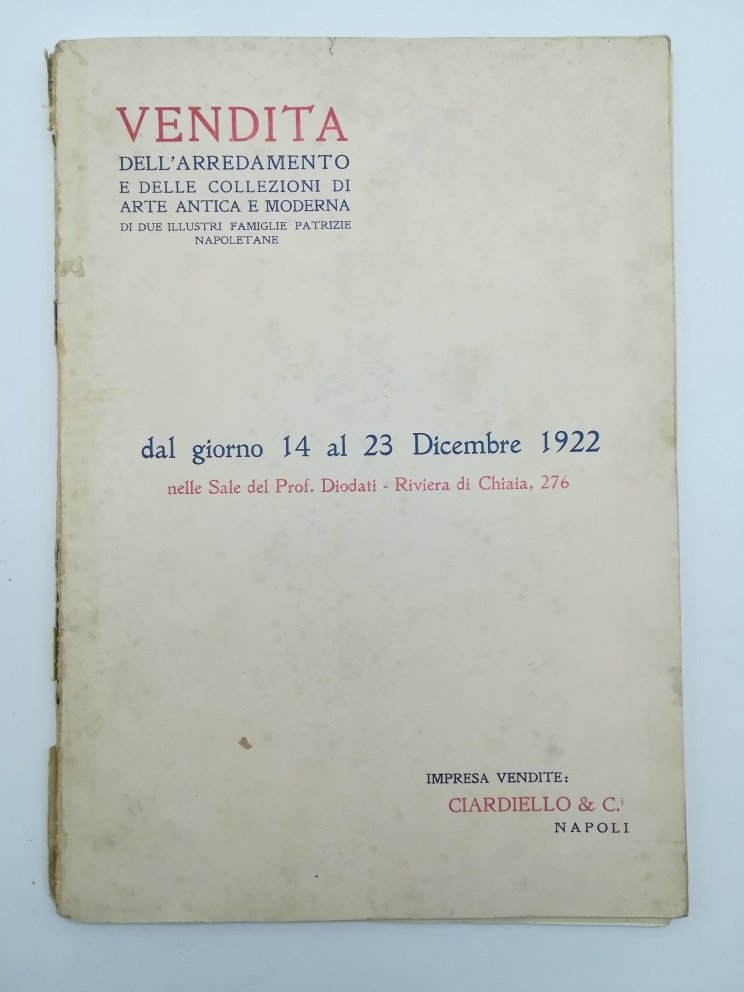 VENDITA
DELL'ARREDAMENTO
E DELLE COLLEZIONI DI
ARTE ANTICA E MODERNA
DI DUE ILLUSTRI FAMIGLIE PATRIZIE
NAPOLETANE
dal giorno 14 al 23 Dicembre 1922
nelle Sale del Prof. Diodati - Riviera di Chiaia, 276
IMPRESA VENDITE:
CIARDIELLO & C.i
NAPOLI